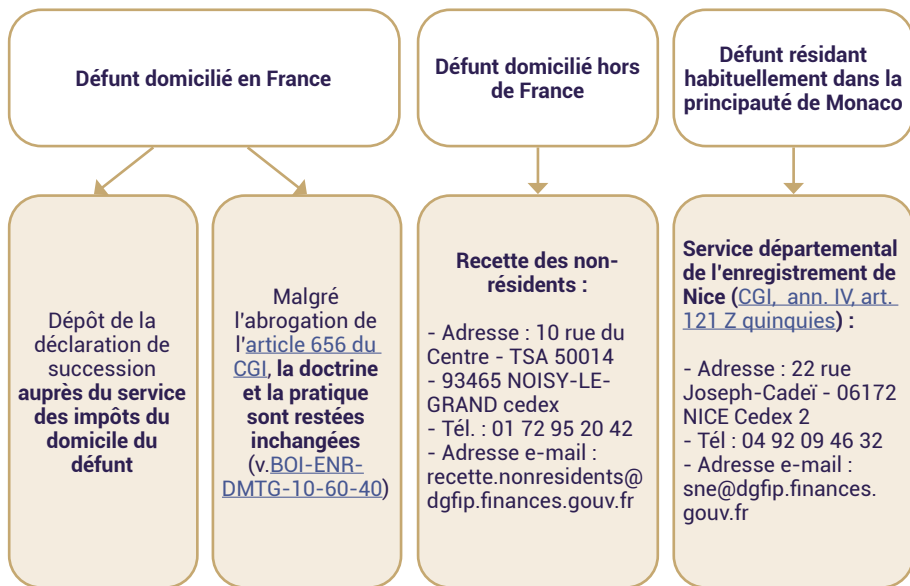 Défunt domicilié en France
Défunt domicilié hors
de France
Défunt résidant
habituellement dans la
principauté de Monaco
Dépôt de la
déclaration de
succession
auprès du service
des impôts du
domicile du
défunt
Malgré
l'abrogation de
l'article 656 du
CGI, la doctrine
et la pratique
sont restées
inchangées
(v.BOI-ENR-
DMTG-10-60-40)
Recette des non-
résidents :
- Adresse : 10 rue du
Centre - TSA 50014
- 93465 NOISY-LE-
GRAND cedex
- Tél. : 01 72 95 20 42
- Adresse e-mail :
recette.nonresidents@
dgfip.finances.gouv.fr
Service départemental
de l'enregistrement de
Nice (CGI, ann. IV, art.
121 Z quinquies) :
- Adresse : 22 rue
Joseph-Cadeï - 06172
NICE Cedex 2
- Tél : 04 92 09 46 32
- Adresse e-mail :
sne@dgfip.finances.
gouv.fr